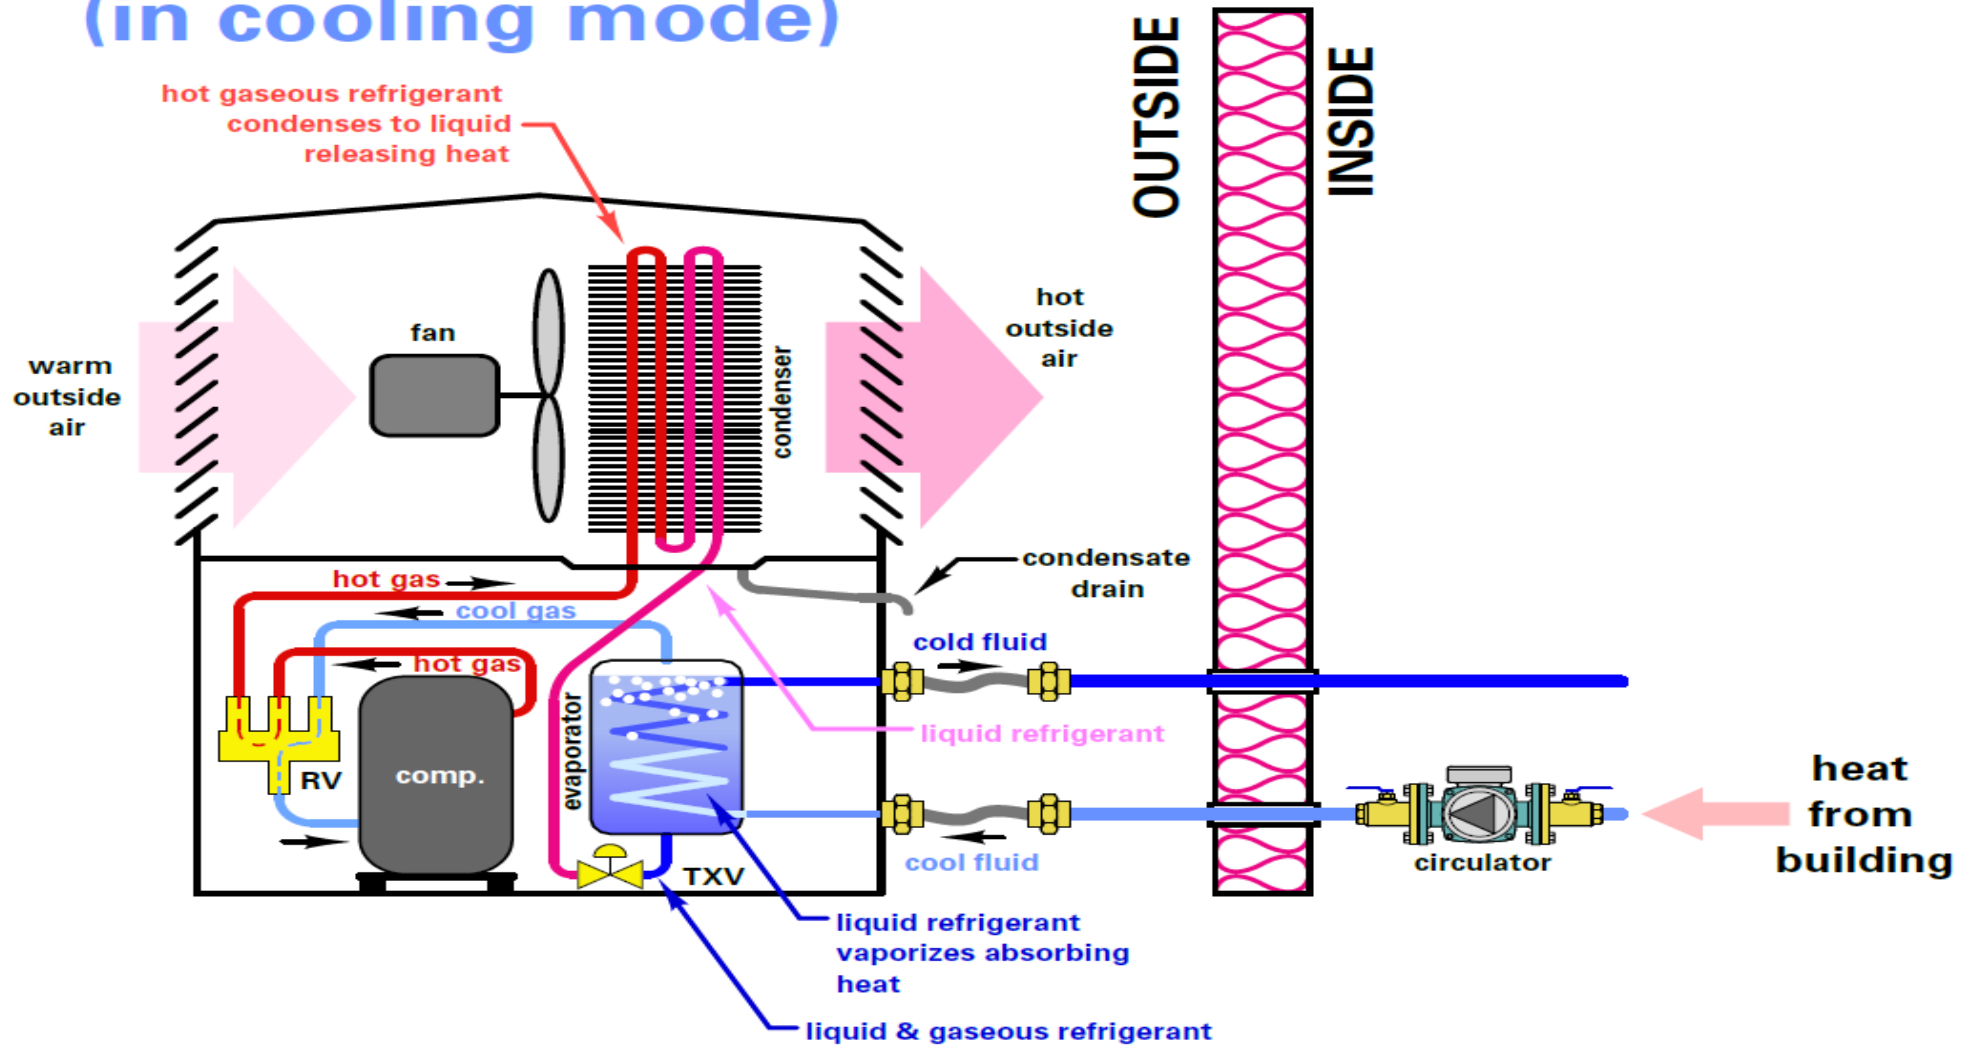 (in cooling mode)
OUTSIDE
INSIDE
hot gaseous refrigerant
condenses to liquid
releasing heat
hot
outside
air
fan
warm
outside
air
condenser
condensate
drain
hot gas
cool gas
hot gas
cold fluid
liquid refrigerant
evaporator
comp.
RV
TXV
cool fluid
circulator
heat
from
building
liquid refrigerant
vaporizes absorbing
heat
liquid & gaseous refrigerant